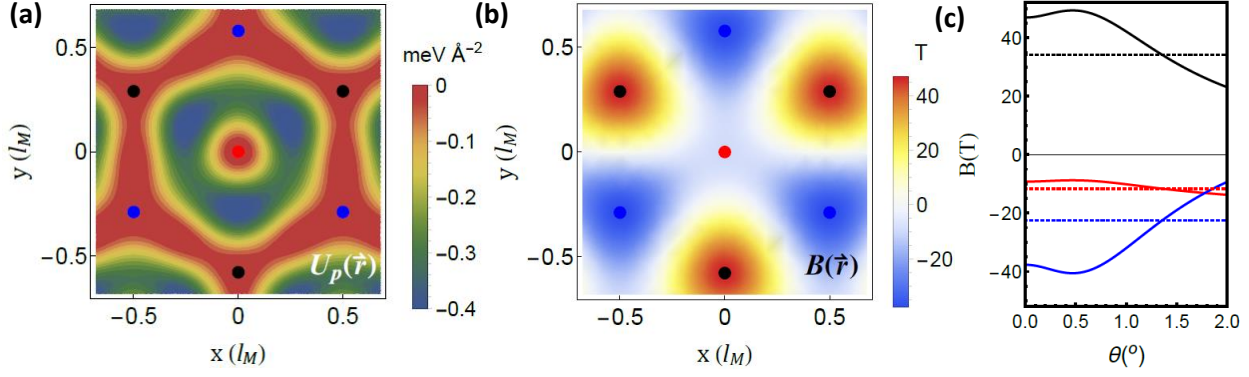 (a)
0.5
0
−0.5
y (l_M)
−0.5
0
0.5
x (l_M)
U_p(r⃗)
meV Å⁻²
0
−0.1
−0.2
−0.3
−0.4
(b)
0.5
0
−0.5
y (l_M)
−0.5
0
0.5
x (l_M)
B(r⃗)
T
40
20
0
−20
(c)
40
20
0
−20
−40
B(T)
0.0
0.5
1.0
1.5
2.0
θ(°)